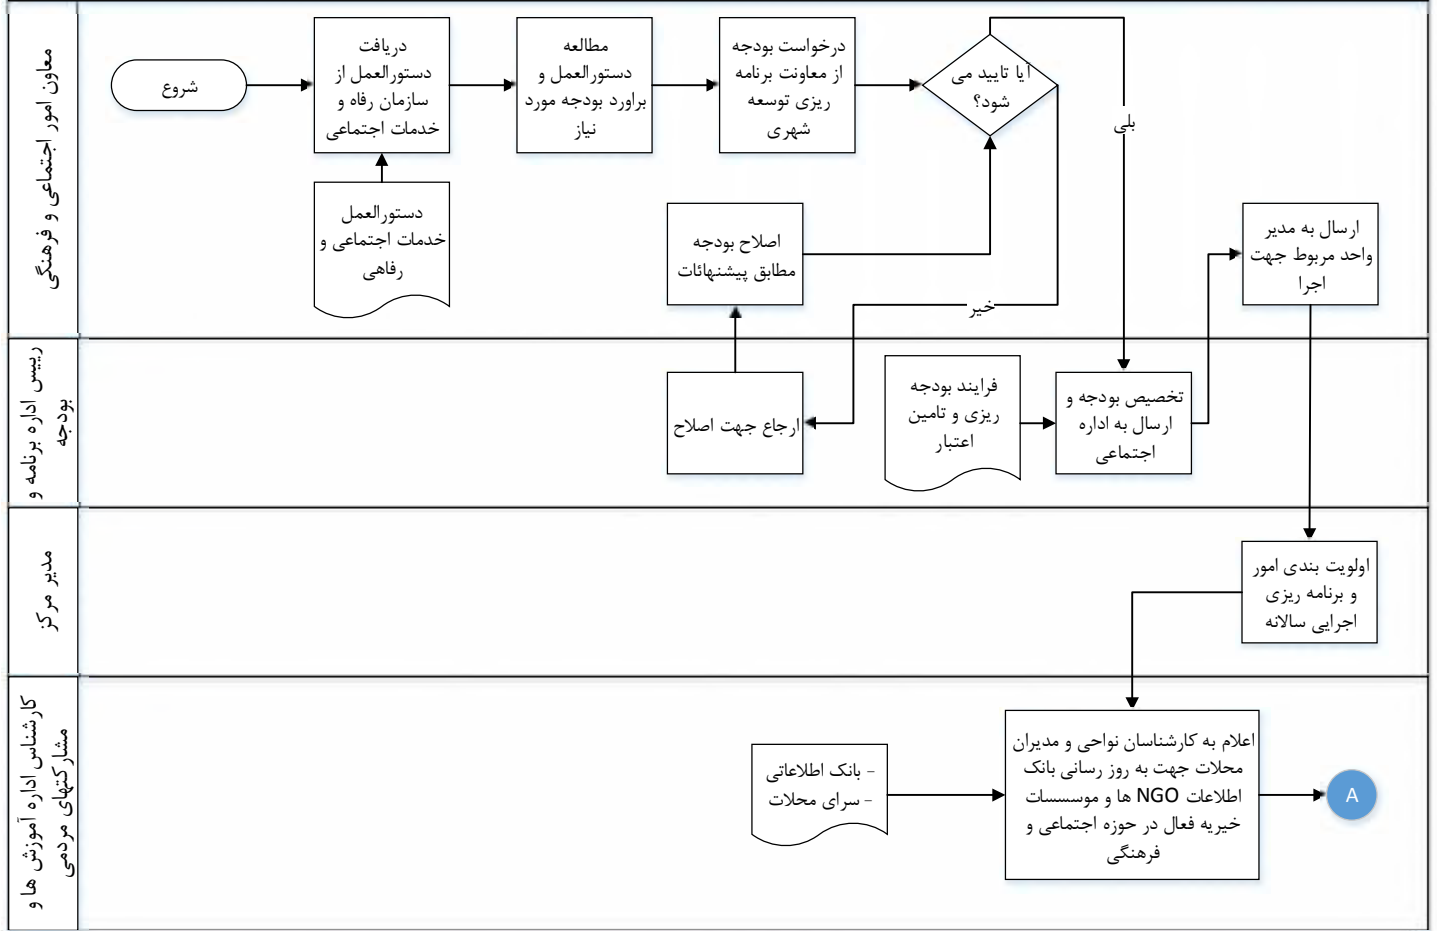 معاون امور اجتماعی و فرهنگی
شروع
دریافت
دستورالعمل از
سازمان رفاه و
خدمات اجتماعی
مطالعه
دستورالعمل و
براورد بودجه مورد
نیاز
درخواست بودجه
از معاونت برنامه
ریزی توسعه
شهری
آیا تایید می
شود؟
بلی
خیر
دستورالعمل
خدمات اجتماعی و
رفاهی
اصلاح بودجه
مطابق پیشنهائات
ارسال به مدیر
واحد مربوط جهت
اجرا
رییس اداره برنامه و
بودجه
ارجاع جهت اصلاح
فرایند بودجه
ریزی و تامین
اعتبار
تخصیص بودجه و
ارسال به اداره
اجتماعی
مدیر مرکز
اولویت بندی امور
و برنامه ریزی
اجرایی سالانه
کارشناس اداره آموزش ها و
مشارکتهای مردمی
- بانک اطلاعاتی
- سرای محلات
اعلام به کارشناسان نواحی و مدیران
محلات جهت به روز رسانی بانک
اطلاعات NGO ها و موسسسات
خیریه فعال در حوزه اجتماعی و
فرهنگی
A